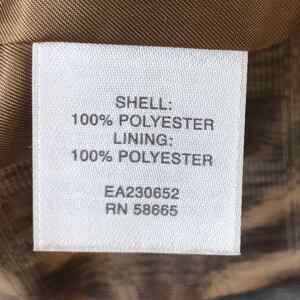 SHELL:
100% POLYESTER
LINING:
100% POLYESTER
EA230652
RN 58665